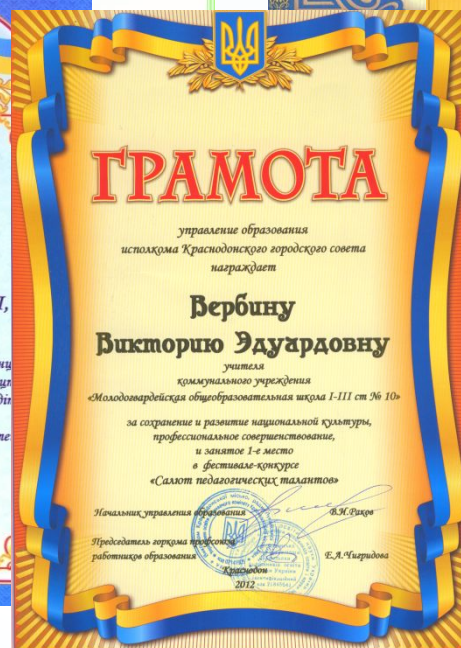 ГРАМОТА
управление образования
исполкома Краснодонского городского совета
награждает
Вербину
Викторию Эдуардовну
учителя
коммунального учреждения
«Молодогвардейская общеобразовательная школа I-III ст № 10»
за сохранение и развитие национальной культуры,
профессиональное совершенствование,
и занятое 1-е место
в фестивале-конкурсе
«Салют педагогических талантов»
Начальник управления образования В.Н.Раков
Председатель горкома профсоюза
работников образования Е.А.Чигридова
Краснодон
2012